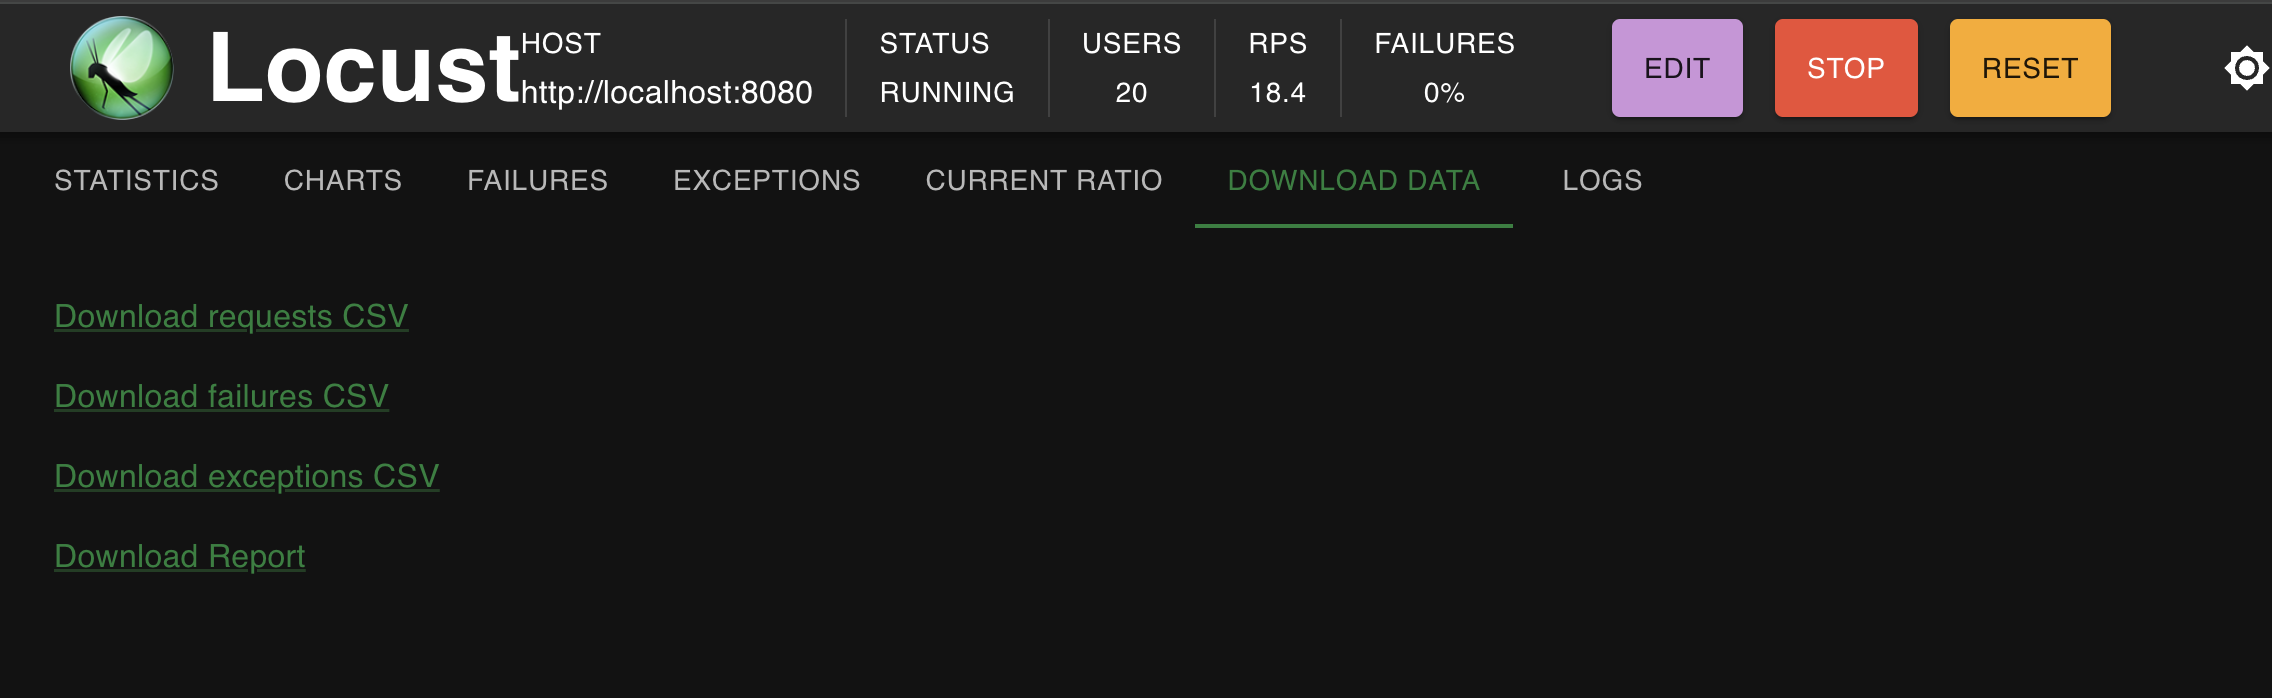 Locust
HOST
http://localhost:8080
STATUS
RUNNING
USERS
20
RPS
18.4
FAILURES
0%
EDIT
STOP
RESET
STATISTICS CHARTS FAILURES EXCEPTIONS CURRENT RATIO DOWNLOAD DATA LOGS
Download requests CSV
Download failures CSV
Download exceptions CSV
Download Report